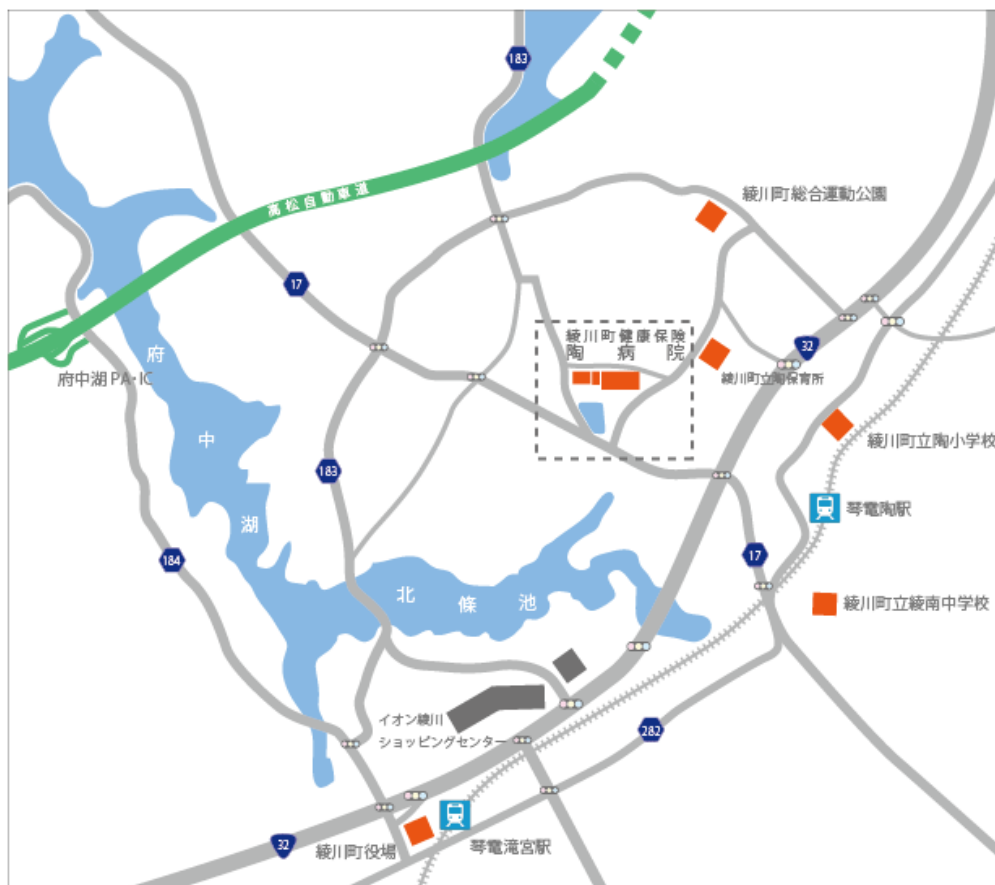 183
高松自動車道
綾川町総合運動公園
17
綾川町健康保険
陶病院
32
府中湖PA・IC
綾川町立陶保育所
府中湖
綾川町立陶小学校
183
琴電陶駅
184
17
北條池
綾川町立綾南中学校
イオン綾川
ショッピングセンター
282
32
綾川町役場
琴電滝宮駅